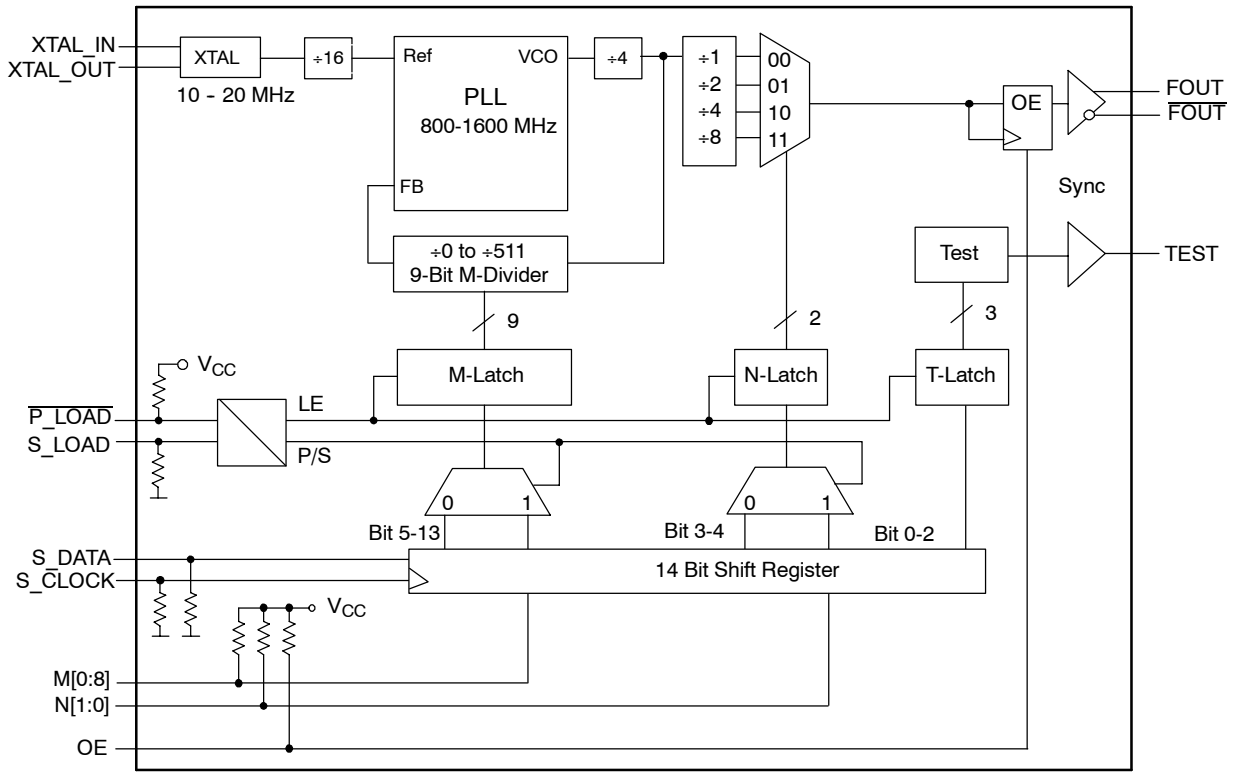 XTAL_IN
XTAL_OUT
XTAL
10 - 20 MHz
÷16
Ref
VCO
PLL
800-1600 MHz
FB
÷4
÷1
÷2
÷4
÷8
00
01
10
11
OE
FOUT
FOUT
Sync
÷0 to ÷511
9-Bit M-Divider
Test
TEST
9
2
3
VCC
M-Latch
N-Latch
T-Latch
P_LOAD
S_LOAD
LE
P/S
0 1
0 1
Bit 5-13
Bit 3-4
Bit 0-2
S_DATA
S_CLOCK
14 Bit Shift Register
VCC
M[0:8]
N[1:0]
OE